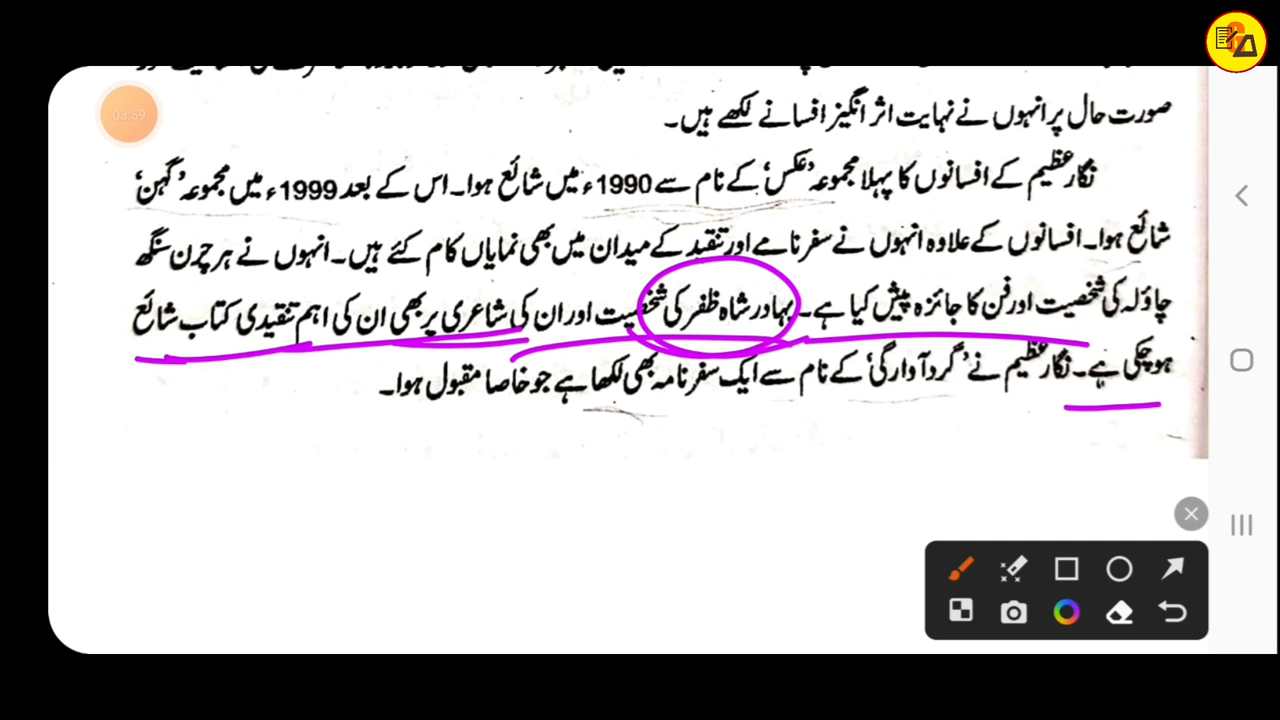 03:59
صورت حال پر انہوں نے نہایت اثر انگیز افسانے لکھے ہیں۔
نگار عظیم کے افسانوں کا پہلا مجموعہ ’عکس‘ کے نام سے 1990ء میں شائع ہوا۔ اس کے بعد 1999ء میں مجموعہ ’گہن‘
شائع ہوا۔ افسانوں کے علاوہ انہوں نے سفرنامے اور تنقید کے میدان میں بھی نمایاں کام کئے ہیں۔ انہوں نے ہرچرن سنگھ
چاؤلہ کی شخصیت اور فن کا جائزہ پیش کیا ہے۔ بہادر شاہ ظفر کی شخصیت اور ان کی شاعری پر بھی ان کی اہم تنقیدی کتاب شائع
ہو چکی ہے۔ نگار عظیم نے ’گرد آوارگی‘ کے نام سے ایک سفرنامہ بھی لکھا ہے جو خاصا مقبول ہوا۔